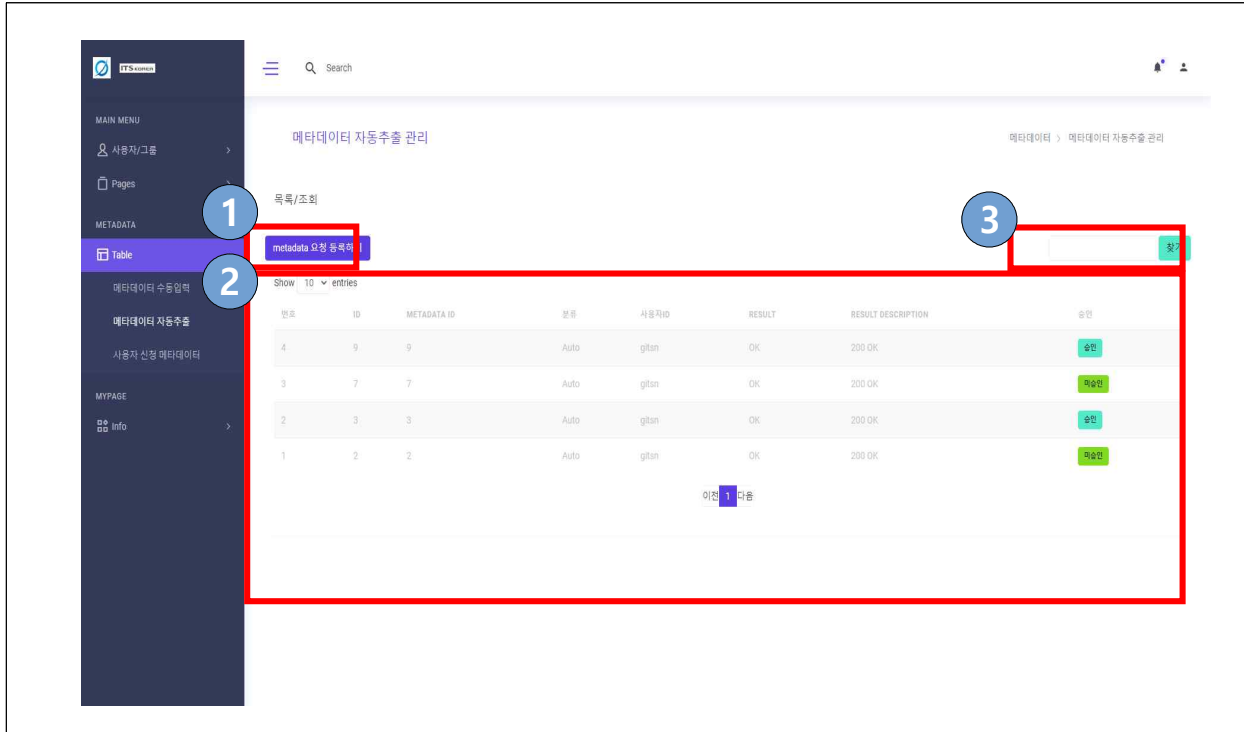 ITS KOREA
Search
MAIN MENU
사용자/그룹
Pages
METADATA
Table
메타데이터 수동입력
메타데이터 자동추출
사용자 신청 메타데이터
MYPAGE
Info
메타데이터 자동추출 관리
메타데이터 > 메타데이터 자동추출 관리
목록/조회
1
metadata 요청 등록하기
3
찾기
2
Show 10 entries
번호 ID METADATA ID 분류 사용자ID RESULT RESULT DESCRIPTION 승인
4 9 9 Auto gitsn OK 200 OK 승인
3 7 7 Auto gitsn OK 200 OK 미승인
2 3 3 Auto gitsn OK 200 OK 승인
1 2 2 Auto gitsn OK 200 OK 미승인
이전 1 다음